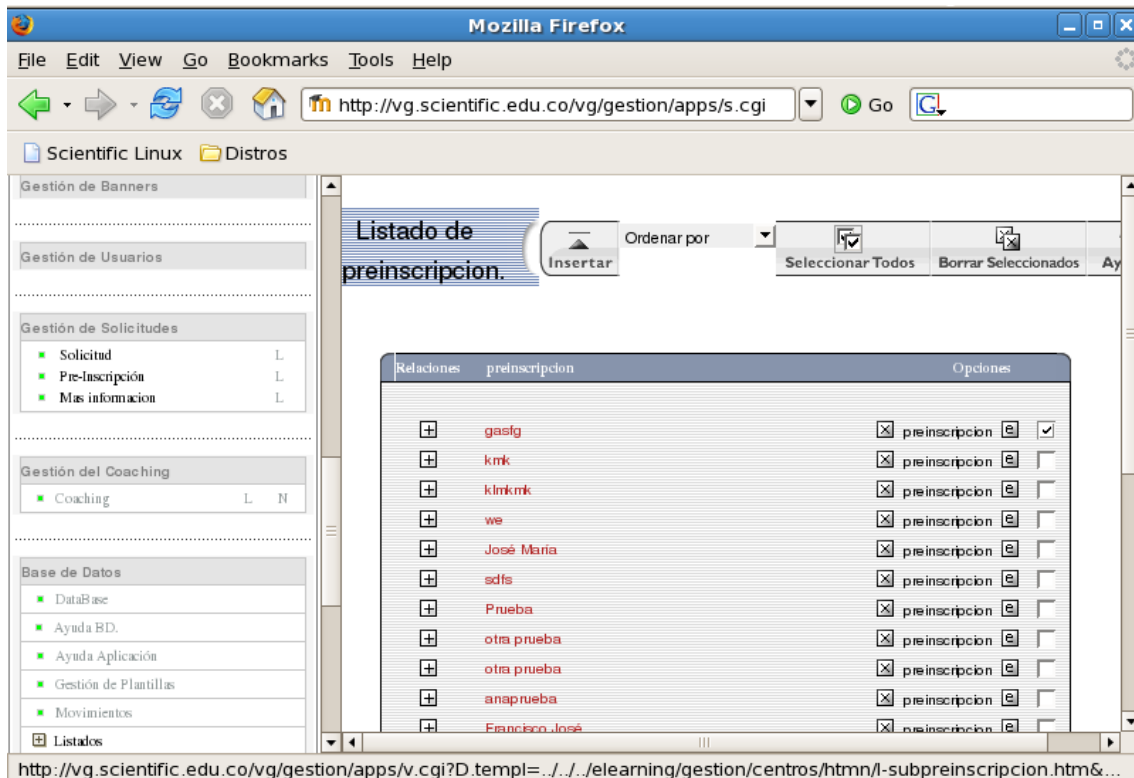 Mozilla Firefox
File Edit View Go Bookmarks Tools Help
http://vg.scientific.edu.co/vg/gestion/apps/s.cgi Go G
Scientific Linux Distros
Gestión de Banners
Gestión de Usuarios
Gestión de Solicitudes
Solicitud L
Pre-Inscripción L
Mas informacion L
Gestión del Coaching
Coaching L N
Base de Datos
DataBase
Ayuda BD.
Ayuda Aplicación
Gestión de Plantillas
Movimientos
Listados
Listado de
preinscripcion.
Insertar
Ordenar por
Seleccionar Todos
Borrar Seleccionados
Ay
Relaciones preinscripcion Opciones
gasfg preinscripcion e
kmk preinscripcion e
klmkmk preinscripcion e
we preinscripcion e
José María preinscripcion e
sdfs preinscripcion e
Prueba preinscripcion e
otra prueba preinscripcion e
otra prueba preinscripcion e
anaprueba preinscripcion e
Francisco José preinscripcion e
http://vg.scientific.edu.co/vg/gestion/apps/v.cgi?D.templ=../../../elearning/gestion/centros/htmn/l-subpreinscripcion.htm&...